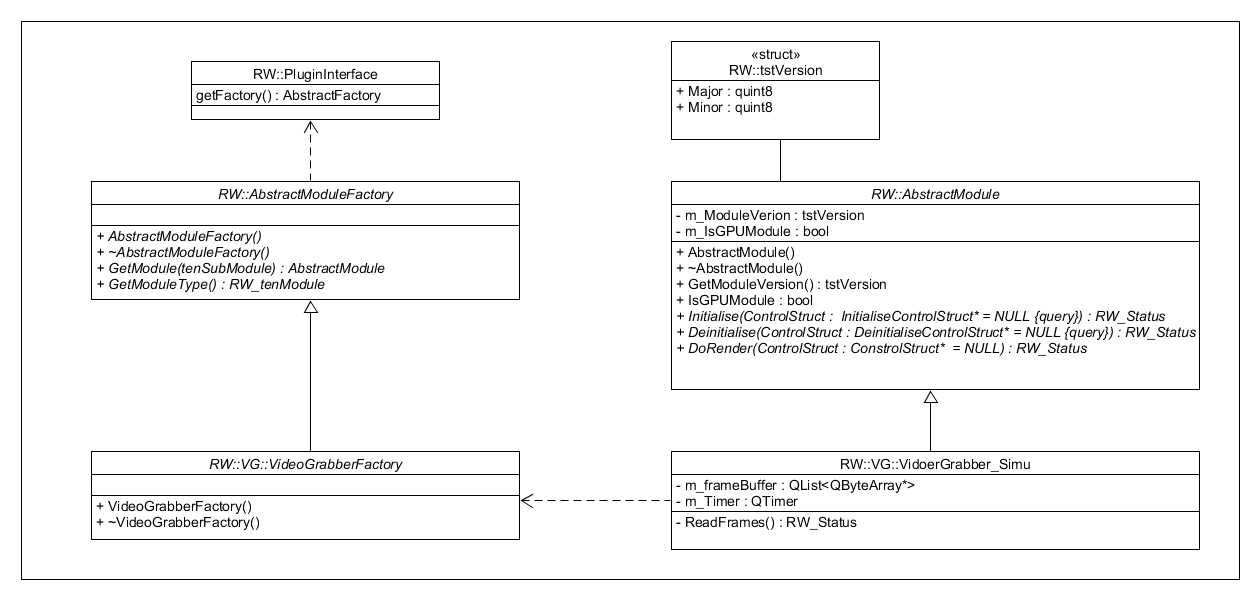 RW::PluginInterface
getFactory() : AbstractFactory
«struct»
RW::tstVersion
+ Major : quint8
+ Minor : quint8
RW::AbstractModuleFactory
+ AbstractModuleFactory()
+ ~AbstractModuleFactory()
+ GetModule(tenSubModule) : AbstractModule
+ GetModuleType() : RW_tenModule
RW::AbstractModule
- m_ModuleVerion : tstVersion
- m_IsGPUModule : bool
+ AbstractModule()
+ ~AbstractModule()
+ GetModuleVersion() : tstVersion
+ IsGPUModule : bool
+ Initialise(ControlStruct :  InitialiseControlStruct* = NULL {query}) : RW_Status
+ Deinitialise(ControlStruct : DeinitialiseControlStruct* = NULL {query}) : RW_Status
+ DoRender(ControlStruct : ConstrolStruct*  = NULL) : RW_Status
RW::VG::VideoGrabberFactory
+ VideoGrabberFactory()
+ ~VideoGrabberFactory()
RW::VG::VidoerGrabber_Simu
- m_frameBuffer : QList<QByteArray*>
- m_Timer : QTimer
- ReadFrames() : RW_Status